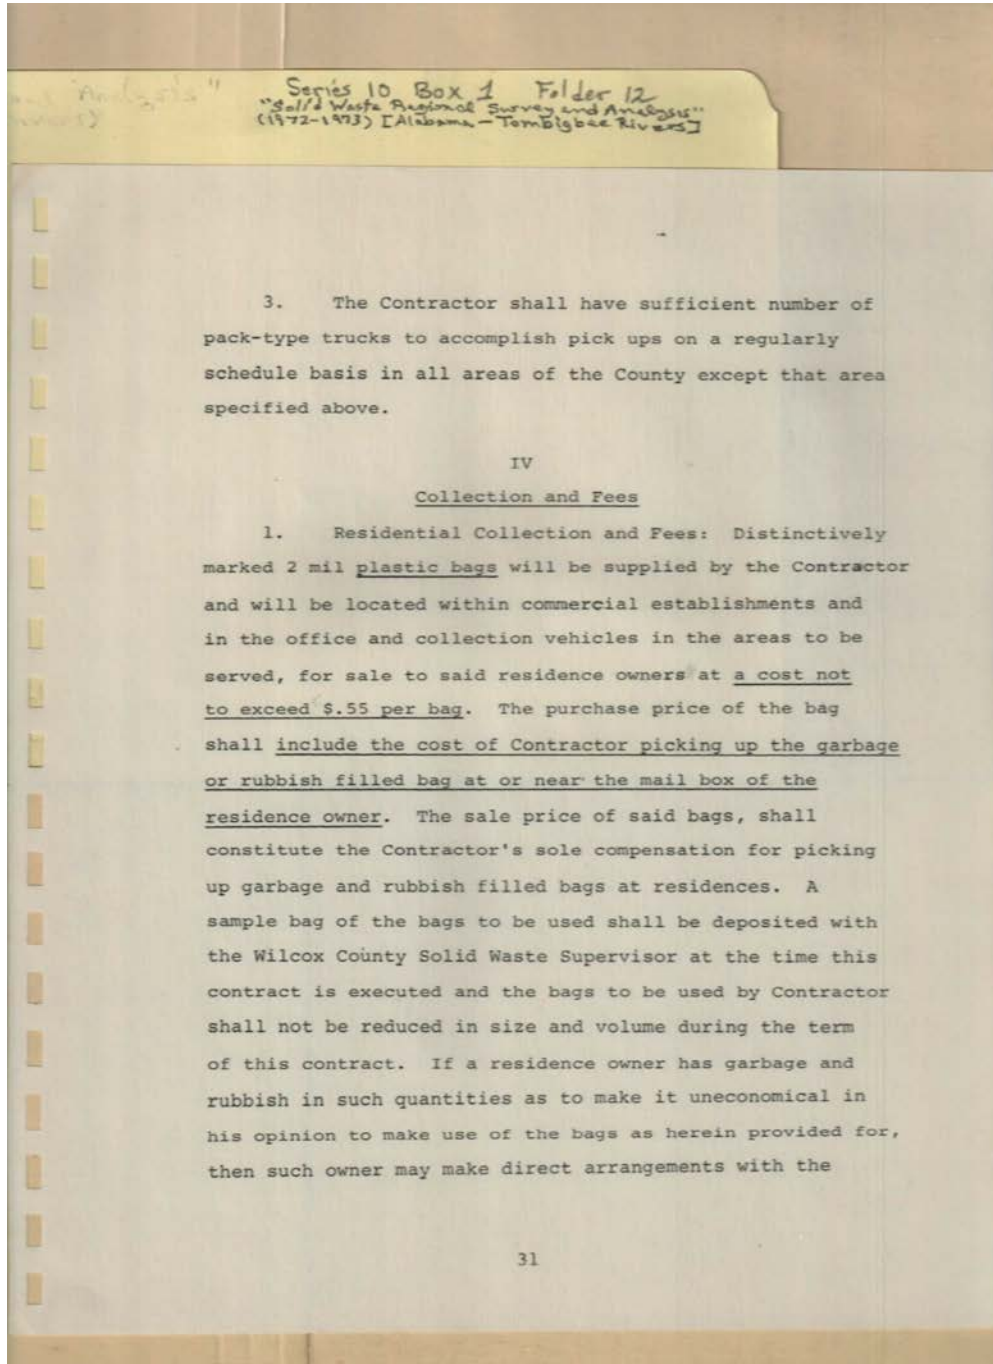 Analysis"
Series 10 Box 1 Folder 12
"Solid Waste Regional Survey and Analysis"
(1972-1973) [Alabama - Tombigbee Rivers]
3. The Contractor shall have sufficient number of
pack-type trucks to accomplish pick ups on a regularly
schedule basis in all areas of the County except that area
specified above.
IV
Collection and Fees
1. Residential Collection and Fees: Distinctively
marked 2 mil plastic bags will be supplied by the Contractor
and will be located within commercial establishments and
in the office and collection vehicles in the areas to be
served, for sale to said residence owners at a cost not
to exceed $.55 per bag. The purchase price of the bag
shall include the cost of Contractor picking up the garbage
or rubbish filled bag at or near the mail box of the
residence owner. The sale price of said bags, shall
constitute the Contractor's sole compensation for picking
up garbage and rubbish filled bags at residences. A
sample bag of the bags to be used shall be deposited with
the Wilcox County Solid Waste Supervisor at the time this
contract is executed and the bags to be used by Contractor
shall not be reduced in size and volume during the term
of this contract. If a residence owner has garbage and
rubbish in such quantities as to make it uneconomical in
his opinion to make use of the bags as herein provided for,
then such owner may make direct arrangements with the
31